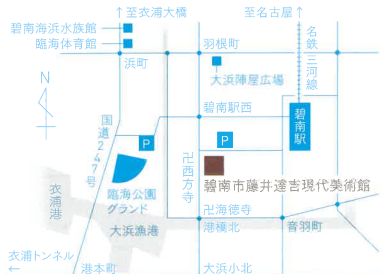 ↑至衣浦大橋
至名古屋↑
碧南海浜水族館
臨海体育館
浜町
羽根町
名鉄三河線
大浜陣屋広場
N
碧南駅西
碧南駅
国道247号
P
P
卍西方寺
碧南市藤井達吉現代美術館
臨海公園
グランド
衣浦港
卍海徳寺
大浜漁港
港橋北
音羽町
衣浦トンネル
←
港本町
大浜小北